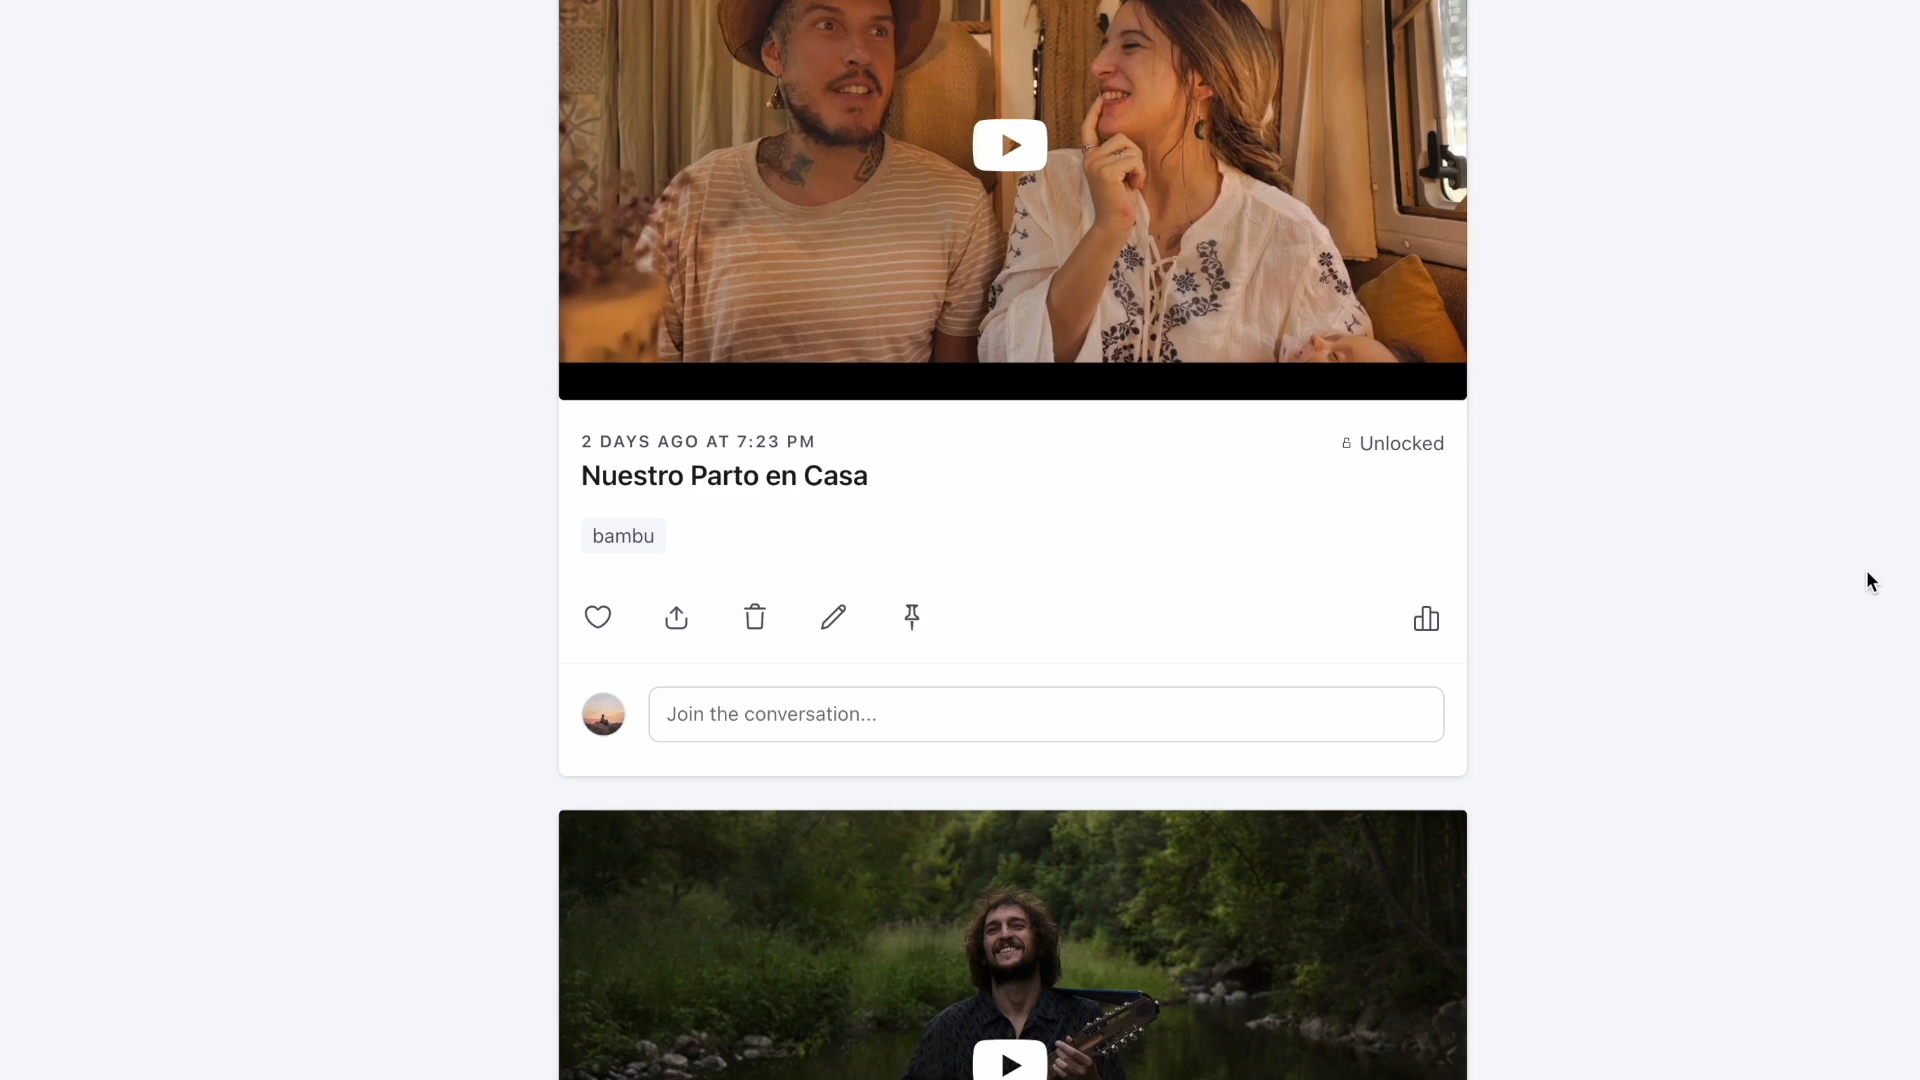 2 DAYS AGO AT 7:23 PM
Unlocked
Nuestro Parto en Casa
bambu
Join the conversation...